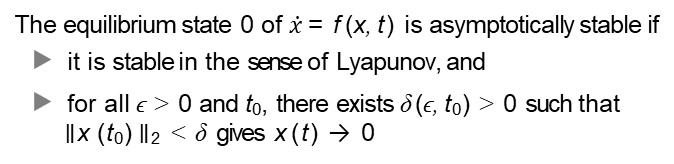 The equilibrium state 0 of ẋ = f(x, t) is asymptotically stable if
▶ it is stable in the sense of Lyapunov, and
▶ for all ϵ > 0 and t₀, there exists δ(ϵ, t₀) > 0 such that
‖x (t₀) ‖₂ < δ gives x(t) → 0